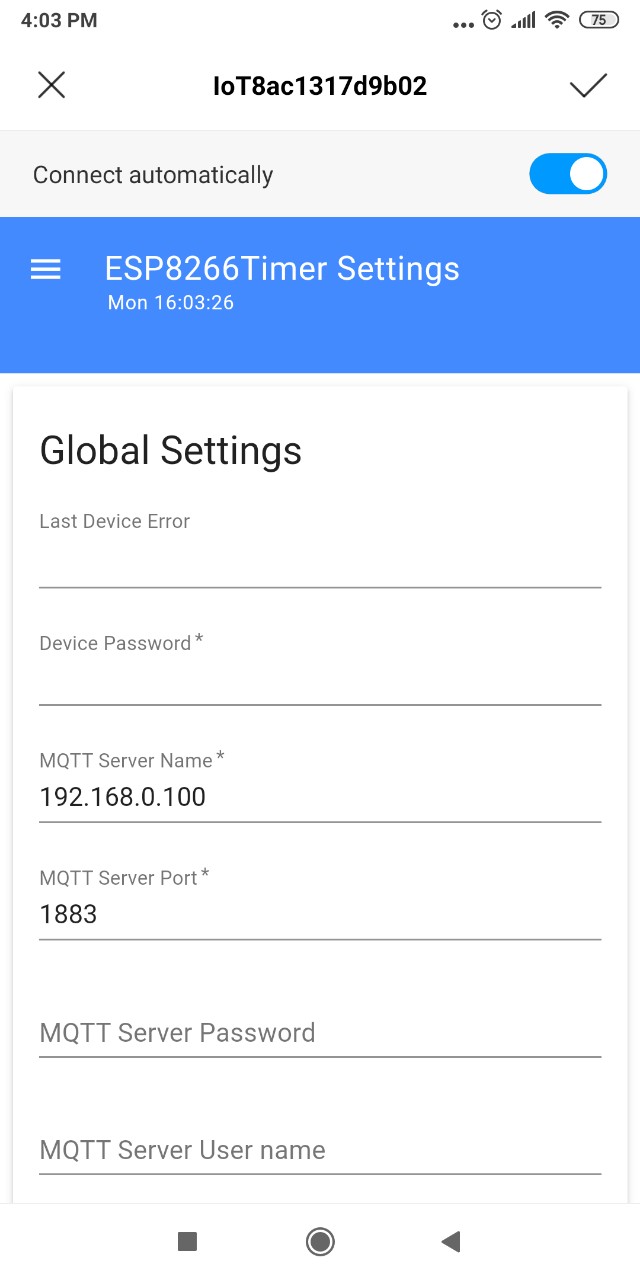 4:03 PM
75
IoT8ac1317d9b02
Connect automatically
ESP8266Timer Settings
Mon 16:03:26
Global Settings
Last Device Error
Device Password *
MQTT Server Name *
192.168.0.100
MQTT Server Port *
1883
MQTT Server Password
MQTT Server User name